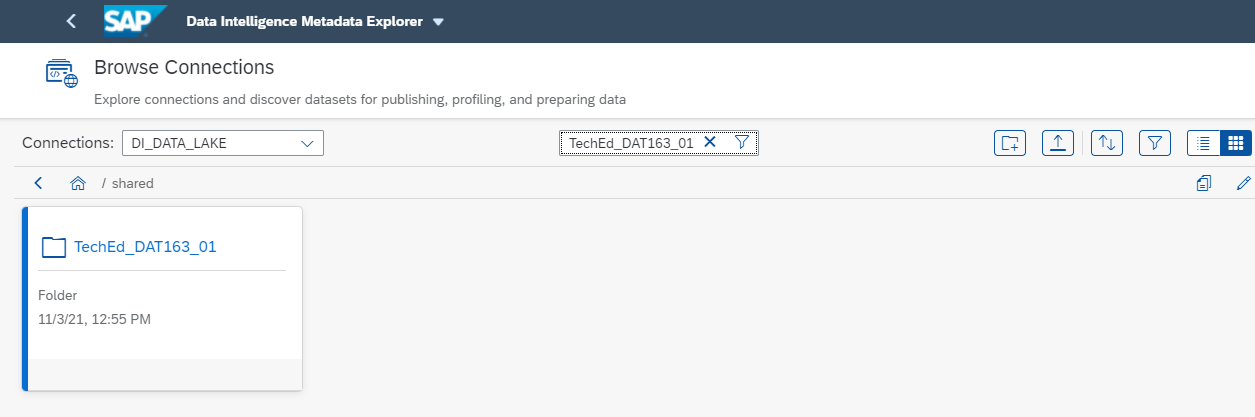 SAP Data Intelligence Metadata Explorer
Browse Connections
Explore connections and discover datasets for publishing, profiling, and preparing data
Connections: DI_DATA_LAKE TechEd_DAT163_01
/ shared
TechEd_DAT163_01
Folder
11/3/21, 12:55 PM